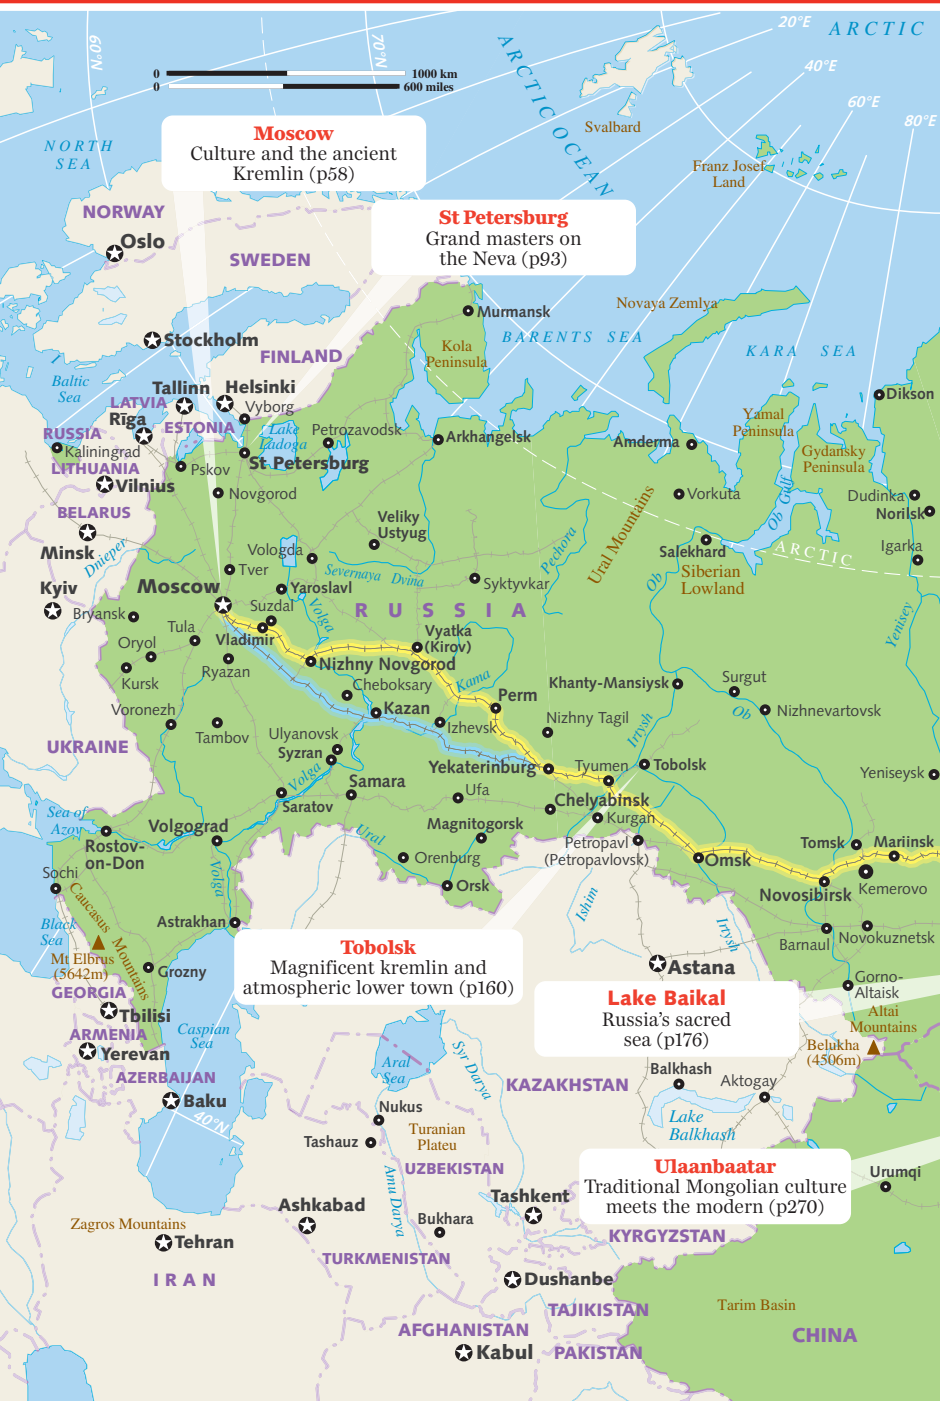 20°E
ARCTIC
60°N
70°N
40°E
60°E
80°E
0
1000 km
0
600 miles
ARCTIC OCEAN
Svalbard
Franz Josef
Land
NORTH
SEA
Moscow
Culture and the ancient
Kremlin (p58)
St Petersburg
Grand masters on
the Neva (p93)
NORWAY
Oslo
SWEDEN
Murmansk
Novaya Zemlya
BARENTS SEA
KARA SEA
Kola
Peninsula
Stockholm
FINLAND
Baltic
Sea
Tallinn
Helsinki
Dikson
LATVIA
Vyborg
Rīga
ESTONIA
Lake
Ladoga
Petrozavodsk
Arkhangelsk
Amderma
Yamal
Peninsula
RUSSIA
Kaliningrad
St Petersburg
Gydansky
Peninsula
LITHUANIA
Pskov
Vilnius
Novgorod
Vorkuta
Ob Gulf
Dudinka
Norilsk
BELARUS
Veliky
Ustyug
Ural Mountains
Minsk
Dnieper
Vologda
Pechora
Salekhard
ARCTIC
Igarka
Tver
Severnaya Dvina
Syktyvkar
Siberian
Lowland
Ob
Kyiv
Moscow
Yaroslavl
Volga
RUSSIA
Yenisey
Bryansk
Suzdal
Tula
Vladimir
Vyatka
(Kirov)
Oryol
Nizhny Novgorod
Kursk
Ryazan
Cheboksary
Kama
Perm
Khanty-Mansiysk
Surgut
Voronezh
Kazan
Ob
Nizhnevartovsk
Tambov
Izhevsk
Nizhny Tagil
Irtysh
UKRAINE
Ulyanovsk
Syzran
Yekaterinburg
Tyumen
Tobolsk
Yeniseysk
Volga
Samara
Ufa
Saratov
Chelyabinsk
Kurgan
Sea of
Azov
Volgograd
Ural
Magnitogorsk
Petropavl
(Petropavlovsk)
Tomsk
Mariinsk
Rostov-
on-Don
Orenburg
Omsk
Sochi
Volga
Orsk
Novosibirsk
Kemerovo
Caucasus Mountains
Ishim
Irtysh
Black
Sea
Astrakhan
Barnaul
Novokuznetsk
Mt Elbrus
(5642m)
Tobolsk
Magnificent kremlin and
atmospheric lower town (p160)
Astana
Grozny
Gorno-
Altaisk
GEORGIA
Tbilisi
Lake Baikal
Russia's sacred
sea (p176)
Altai
Mountains
Caspian
Sea
ARMENIA
Yerevan
Belukha
(4506m)
Aral
Sea
Syr Darya
AZERBAIJAN
KAZAKHSTAN
Balkhash
Aktogay
Baku
40°N
Nukus
Lake
Balkhash
Tashauz
Turanian
Plateu
UZBEKISTAN
Ulaanbaatar
Traditional Mongolian culture
meets the modern (p270)
Urumqi
Amu Darya
Ashkabad
Tashkent
Bukhara
Zagros Mountains
KYRGYZSTAN
Tehran
TURKMENISTAN
IRAN
Dushanbe
TAJIKISTAN
Tarim Basin
AFGHANISTAN
CHINA
Kabul
PAKISTAN